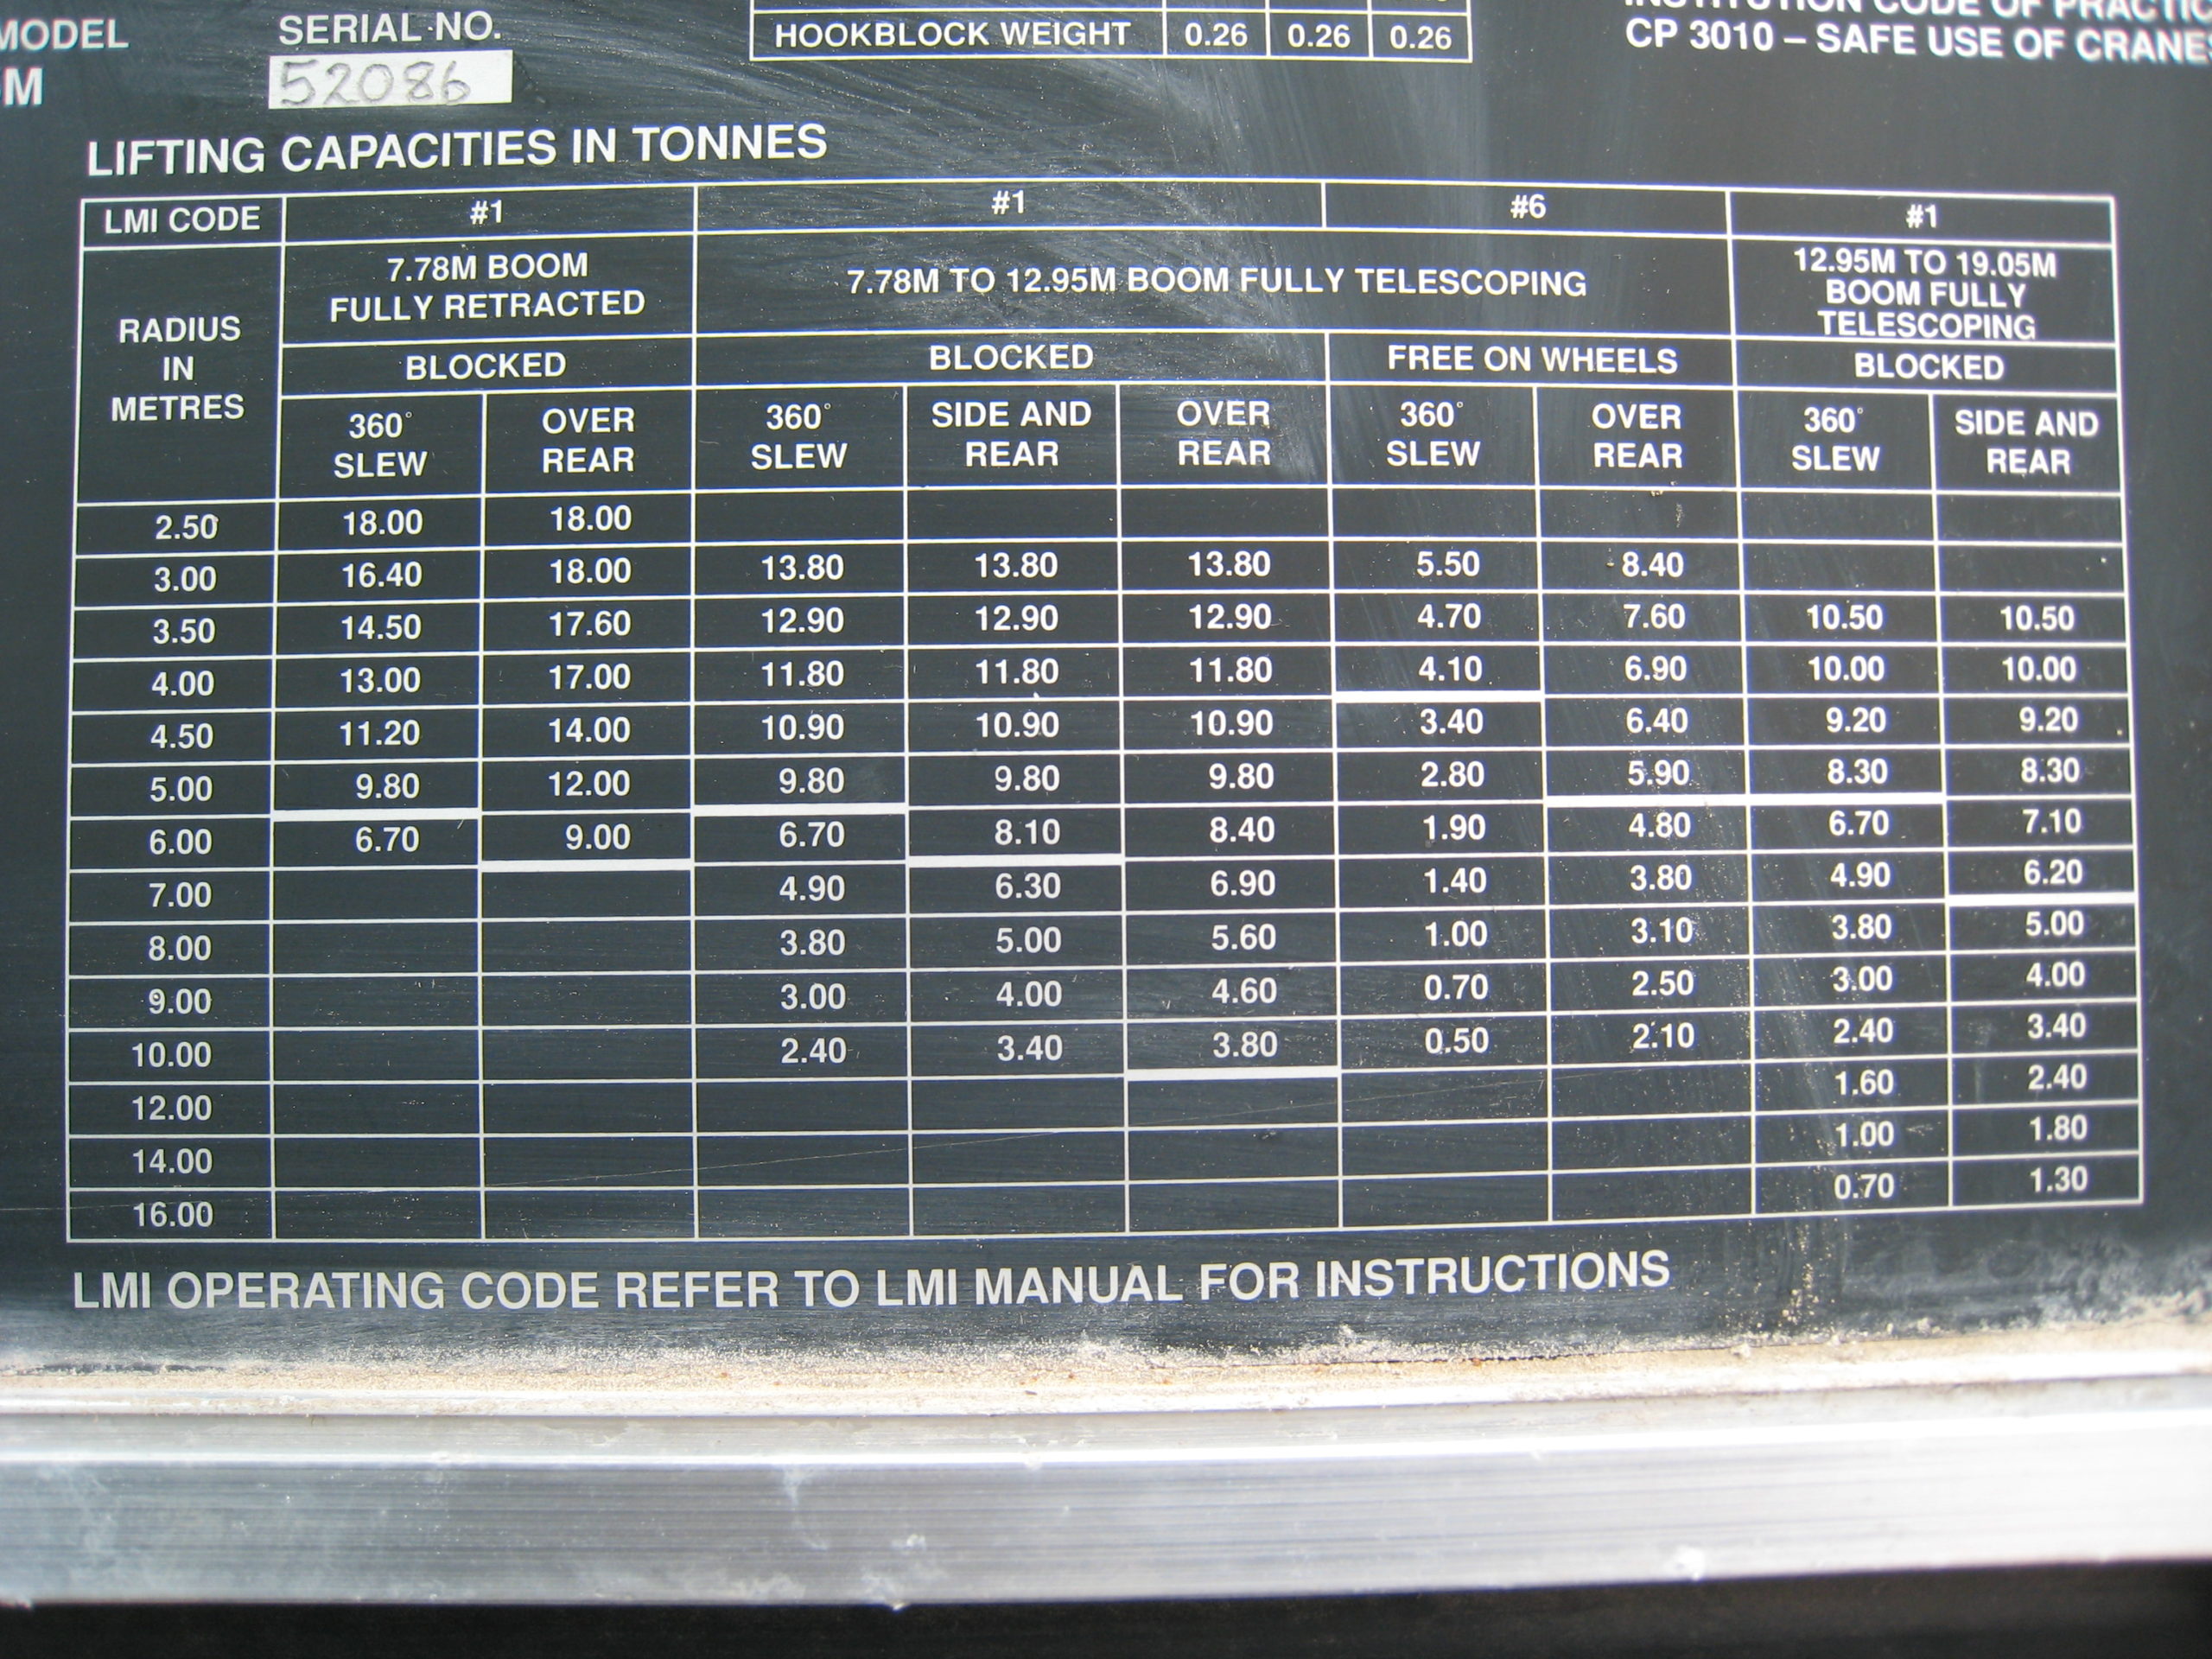 MODEL
M
SERIAL NO.
52086
HOOKBLOCK WEIGHT 0.26 0.26 0.26
INSTITUTION CODE OF PRACTIC
CP 3010 – SAFE USE OF CRANES
LIFTING CAPACITIES IN TONNES
LMI CODE #1 #1 #6 #1
RADIUS
IN
METRES
7.78M BOOM
FULLY RETRACTED
7.78M TO 12.95M BOOM FULLY TELESCOPING
12.95M TO 19.05M
BOOM FULLY
TELESCOPING
BLOCKED BLOCKED FREE ON WHEELS BLOCKED
360° SLEW
OVER REAR
360° SLEW
SIDE AND REAR
OVER REAR
360° SLEW
OVER REAR
360° SLEW
SIDE AND REAR
2.50 18.00 18.00
3.00 16.40 18.00 13.80 13.80 13.80 5.50 8.40
3.50 14.50 17.60 12.90 12.90 12.90 4.70 7.60 10.50 10.50
4.00 13.00 17.00 11.80 11.80 11.80 4.10 6.90 10.00 10.00
4.50 11.20 14.00 10.90 10.90 10.90 3.40 6.40 9.20 9.20
5.00 9.80 12.00 9.80 9.80 9.80 2.80 5.90 8.30 8.30
6.00 6.70 9.00 6.70 8.10 8.40 1.90 4.80 6.70 7.10
7.00 4.90 6.30 6.90 1.40 3.80 4.90 6.20
8.00 3.80 5.00 5.60 1.00 3.10 3.80 5.00
9.00 3.00 4.00 4.60 0.70 2.50 3.00 4.00
10.00 2.40 3.40 3.80 0.50 2.10 2.40 3.40
12.00 1.60 2.40
14.00 1.00 1.80
16.00 0.70 1.30
LMI OPERATING CODE REFER TO LMI MANUAL FOR INSTRUCTIONS